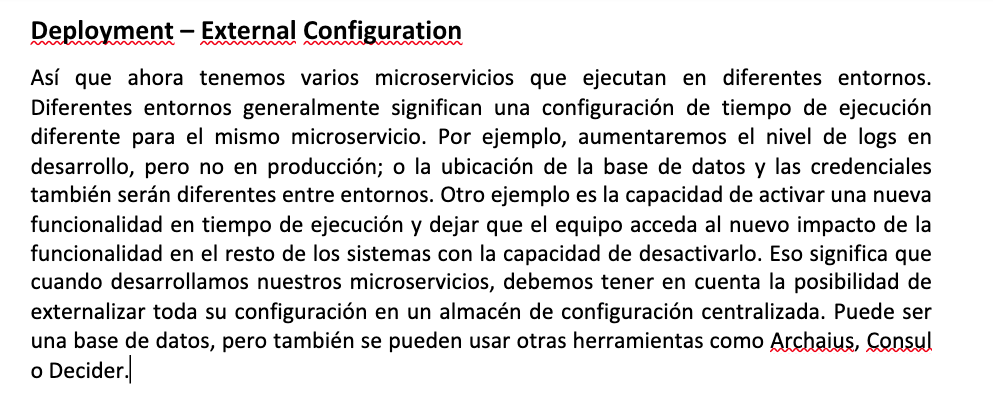 Deployment – External Configuration
Así que ahora tenemos varios microservicios que ejecutan en diferentes entornos.
Diferentes entornos generalmente significan una configuración de tiempo de ejecución
diferente para el mismo microservicio. Por ejemplo, aumentaremos el nivel de logs en
desarrollo, pero no en producción; o la ubicación de la base de datos y las credenciales
también serán diferentes entre entornos. Otro ejemplo es la capacidad de activar una nueva
funcionalidad en tiempo de ejecución y dejar que el equipo acceda al nuevo impacto de la
funcionalidad en el resto de los sistemas con la capacidad de desactivarlo. Eso significa que
cuando desarrollamos nuestros microservicios, debemos tener en cuenta la posibilidad de
externalizar toda su configuración en un almacén de configuración centralizada. Puede ser
una base de datos, pero también se pueden usar otras herramientas como Archaius, Consul
o Decider.